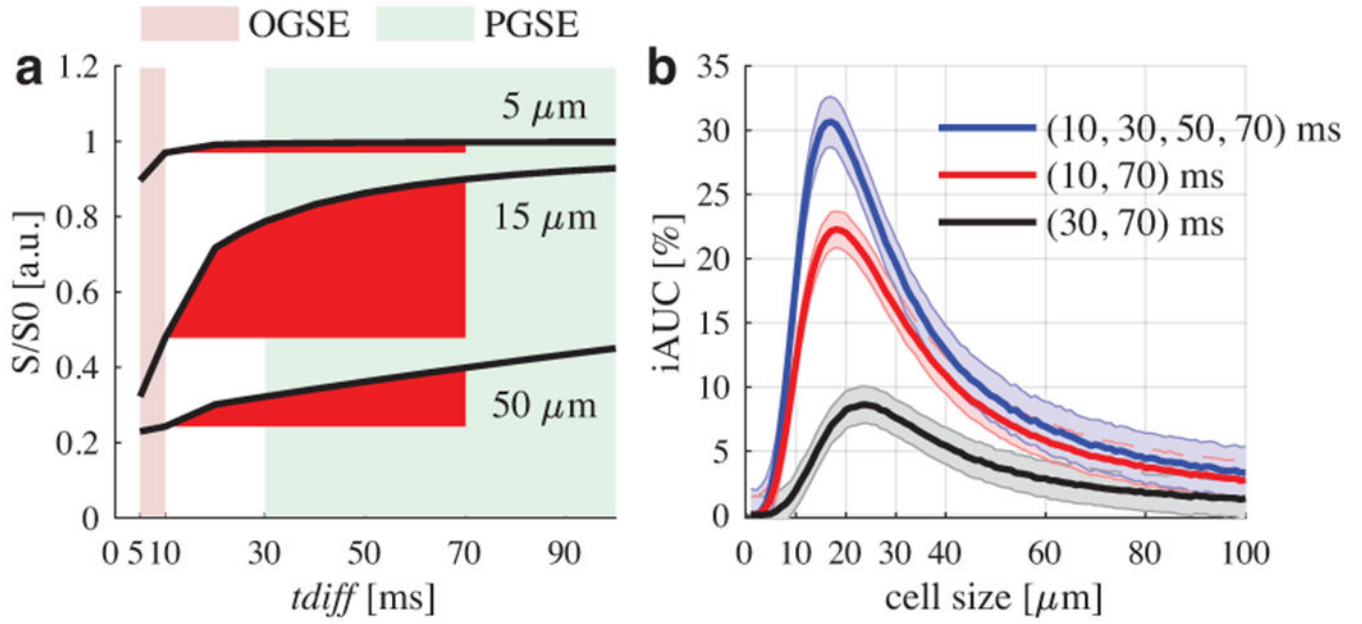 OGSE PGSE
a
1.2
1
0.8
0.6
0.4
0.2
0
S/S0 [a.u.]
5 μm
15 μm
50 μm
0 5 10 30 50 70 90
tdiff [ms]
b
35
30
25
20
15
10
5
0
iAUC [%]
(10, 30, 50, 70) ms
(10, 70) ms
(30, 70) ms
0 10 20 30 40 60 80 100
cell size [μm]